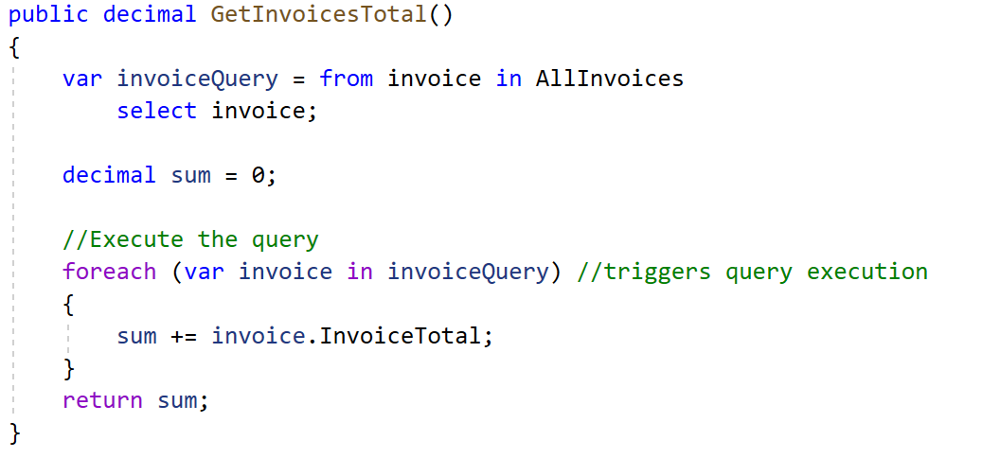 public decimal GetInvoicesTotal()
{
    var invoiceQuery = from invoice in AllInvoices
        select invoice;

    decimal sum = 0;

    //Execute the query
    foreach (var invoice in invoiceQuery) //triggers query execution
    {
        sum += invoice.InvoiceTotal;
    }
    return sum;
}